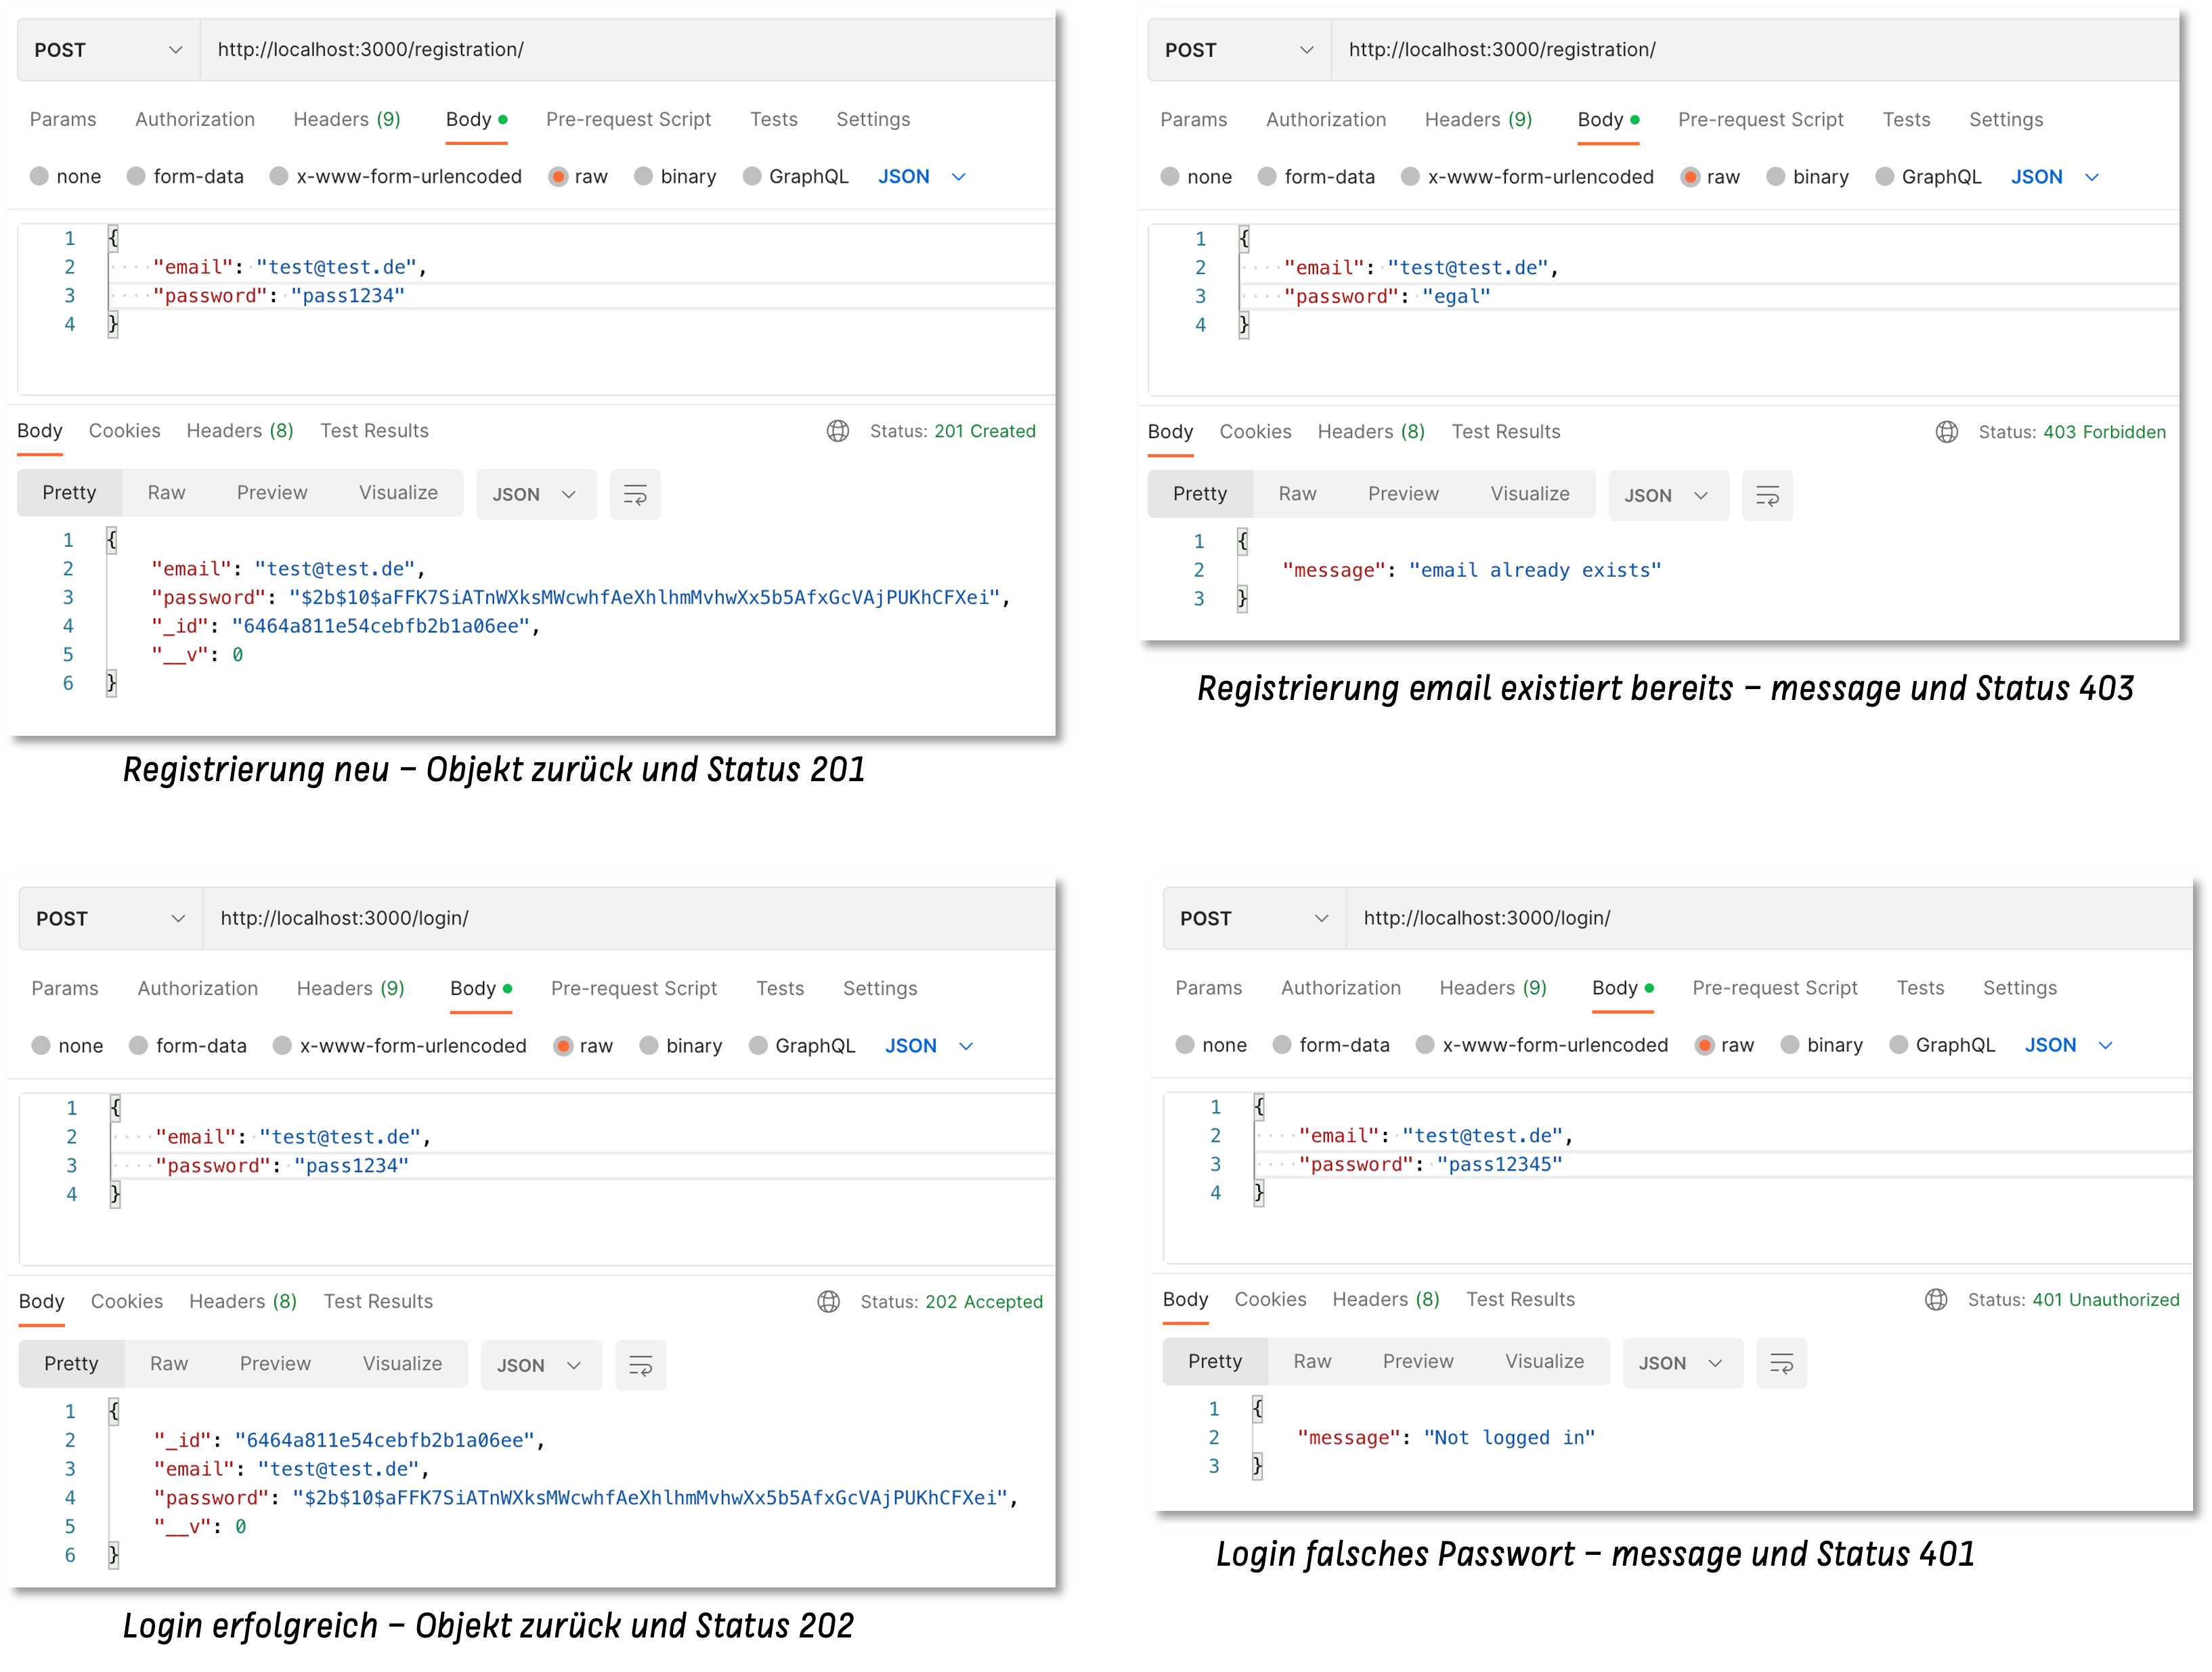 POST http://localhost:3000/registration/
Params Authorization Headers (9) Body Pre-request Script Tests Settings
none form-data x-www-form-urlencoded raw binary GraphQL JSON
1 {
2 "email": "test@test.de",
3 "password": "pass1234"
4 }
Body Cookies Headers (8) Test Results Status: 201 Created
Pretty Raw Preview Visualize JSON
1 {
2 "email": "test@test.de",
3 "password": "$2b$10$aFFK7SiATnWXksMWcwhfAeXhlhmMvhwXx5b5AfxGcVAjPUKhCFXei",
4 "_id": "6464a811e54cebfb2b1a06ee",
5 "__v": 0
6 }
Registrierung neu – Objekt zurück und Status 201
POST http://localhost:3000/registration/
Params Authorization Headers (9) Body Pre-request Script Tests Settings
none form-data x-www-form-urlencoded raw binary GraphQL JSON
1 {
2 "email": "test@test.de",
3 "password": "egal"
4 }
Body Cookies Headers (8) Test Results Status: 403 Forbidden
Pretty Raw Preview Visualize JSON
1 {
2 "message": "email already exists"
3 }
Registrierung email existiert bereits – message und Status 403
POST http://localhost:3000/login/
Params Authorization Headers (9) Body Pre-request Script Tests Settings
none form-data x-www-form-urlencoded raw binary GraphQL JSON
1 {
2 "email": "test@test.de",
3 "password": "pass1234"
4 }
Body Cookies Headers (8) Test Results Status: 202 Accepted
Pretty Raw Preview Visualize JSON
1 {
2 "_id": "6464a811e54cebfb2b1a06ee",
3 "email": "test@test.de",
4 "password": "$2b$10$aFFK7SiATnWXksMWcwhfAeXhlhmMvhwXx5b5AfxGcVAjPUKhCFXei",
5 "__v": 0
6 }
Login erfolgreich – Objekt zurück und Status 202
POST http://localhost:3000/login/
Params Authorization Headers (9) Body Pre-request Script Tests Settings
none form-data x-www-form-urlencoded raw binary GraphQL JSON
1 {
2 "email": "test@test.de",
3 "password": "pass12345"
4 }
Body Cookies Headers (8) Test Results Status: 401 Unauthorized
Pretty Raw Preview Visualize JSON
1 {
2 "message": "Not logged in"
3 }
Login falsches Passwort – message und Status 401